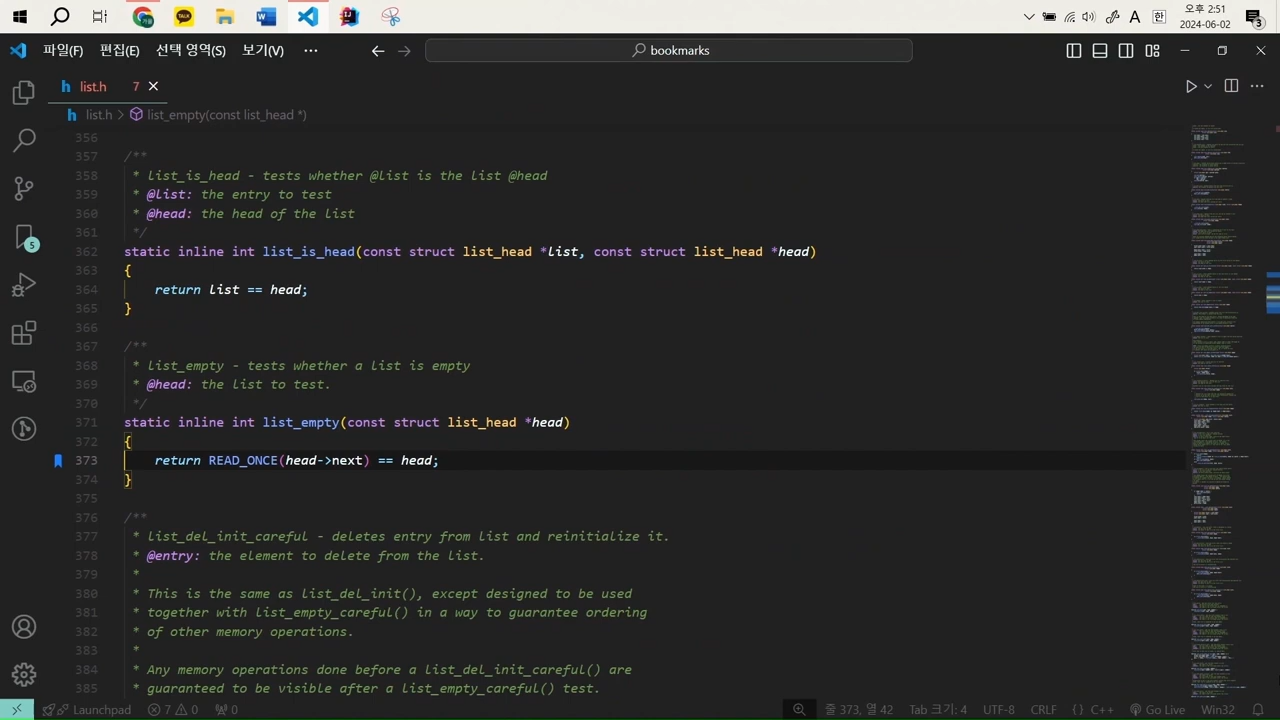 오후 2:51
2024-06-02
A
한
3
TALK
파일(F) 편집(E) 선택 영역(S) 보기(V) ···
bookmarks
list.h 7
list.h > list_empty(const list_head *)
356
357 /**
358 * list_is_head - tests whether @list is the list @head
359 * @list: the entry to test
360 * @head: the head of the list
361 */
362 static inline int list_is_head(const struct list_head *list, const struct list_head *head)
363 {
364 return list == head;
365 }
366
367 /**
368 * list_empty - tests whether a list is empty
369 * @head: the list to test.
370 */
371 static inline int list_empty(const struct list_head *head)
372 {
373 return READ_ONCE(head->next) == head;
374 }
375
376 /**
377 * list_del_init_careful - deletes entry from list and reinitialize it.
378 * @entry: the element to delete from the list.
379 *
380 * This is the same as list_del_init(), except designed to be used
381 * together with list_empty_careful() in a way to guarantee ordering
382 * of other memory operations.
383 *
384 * Any memory operations done before a list_del_init_careful() are
385 * guaranteed to be visible after a list_empty_careful() test.
5
Launchpad 7 0 0 줄 373, 열 42 Tab 크기: 4 UTF-8 CRLF {} C++ Go Live Win32